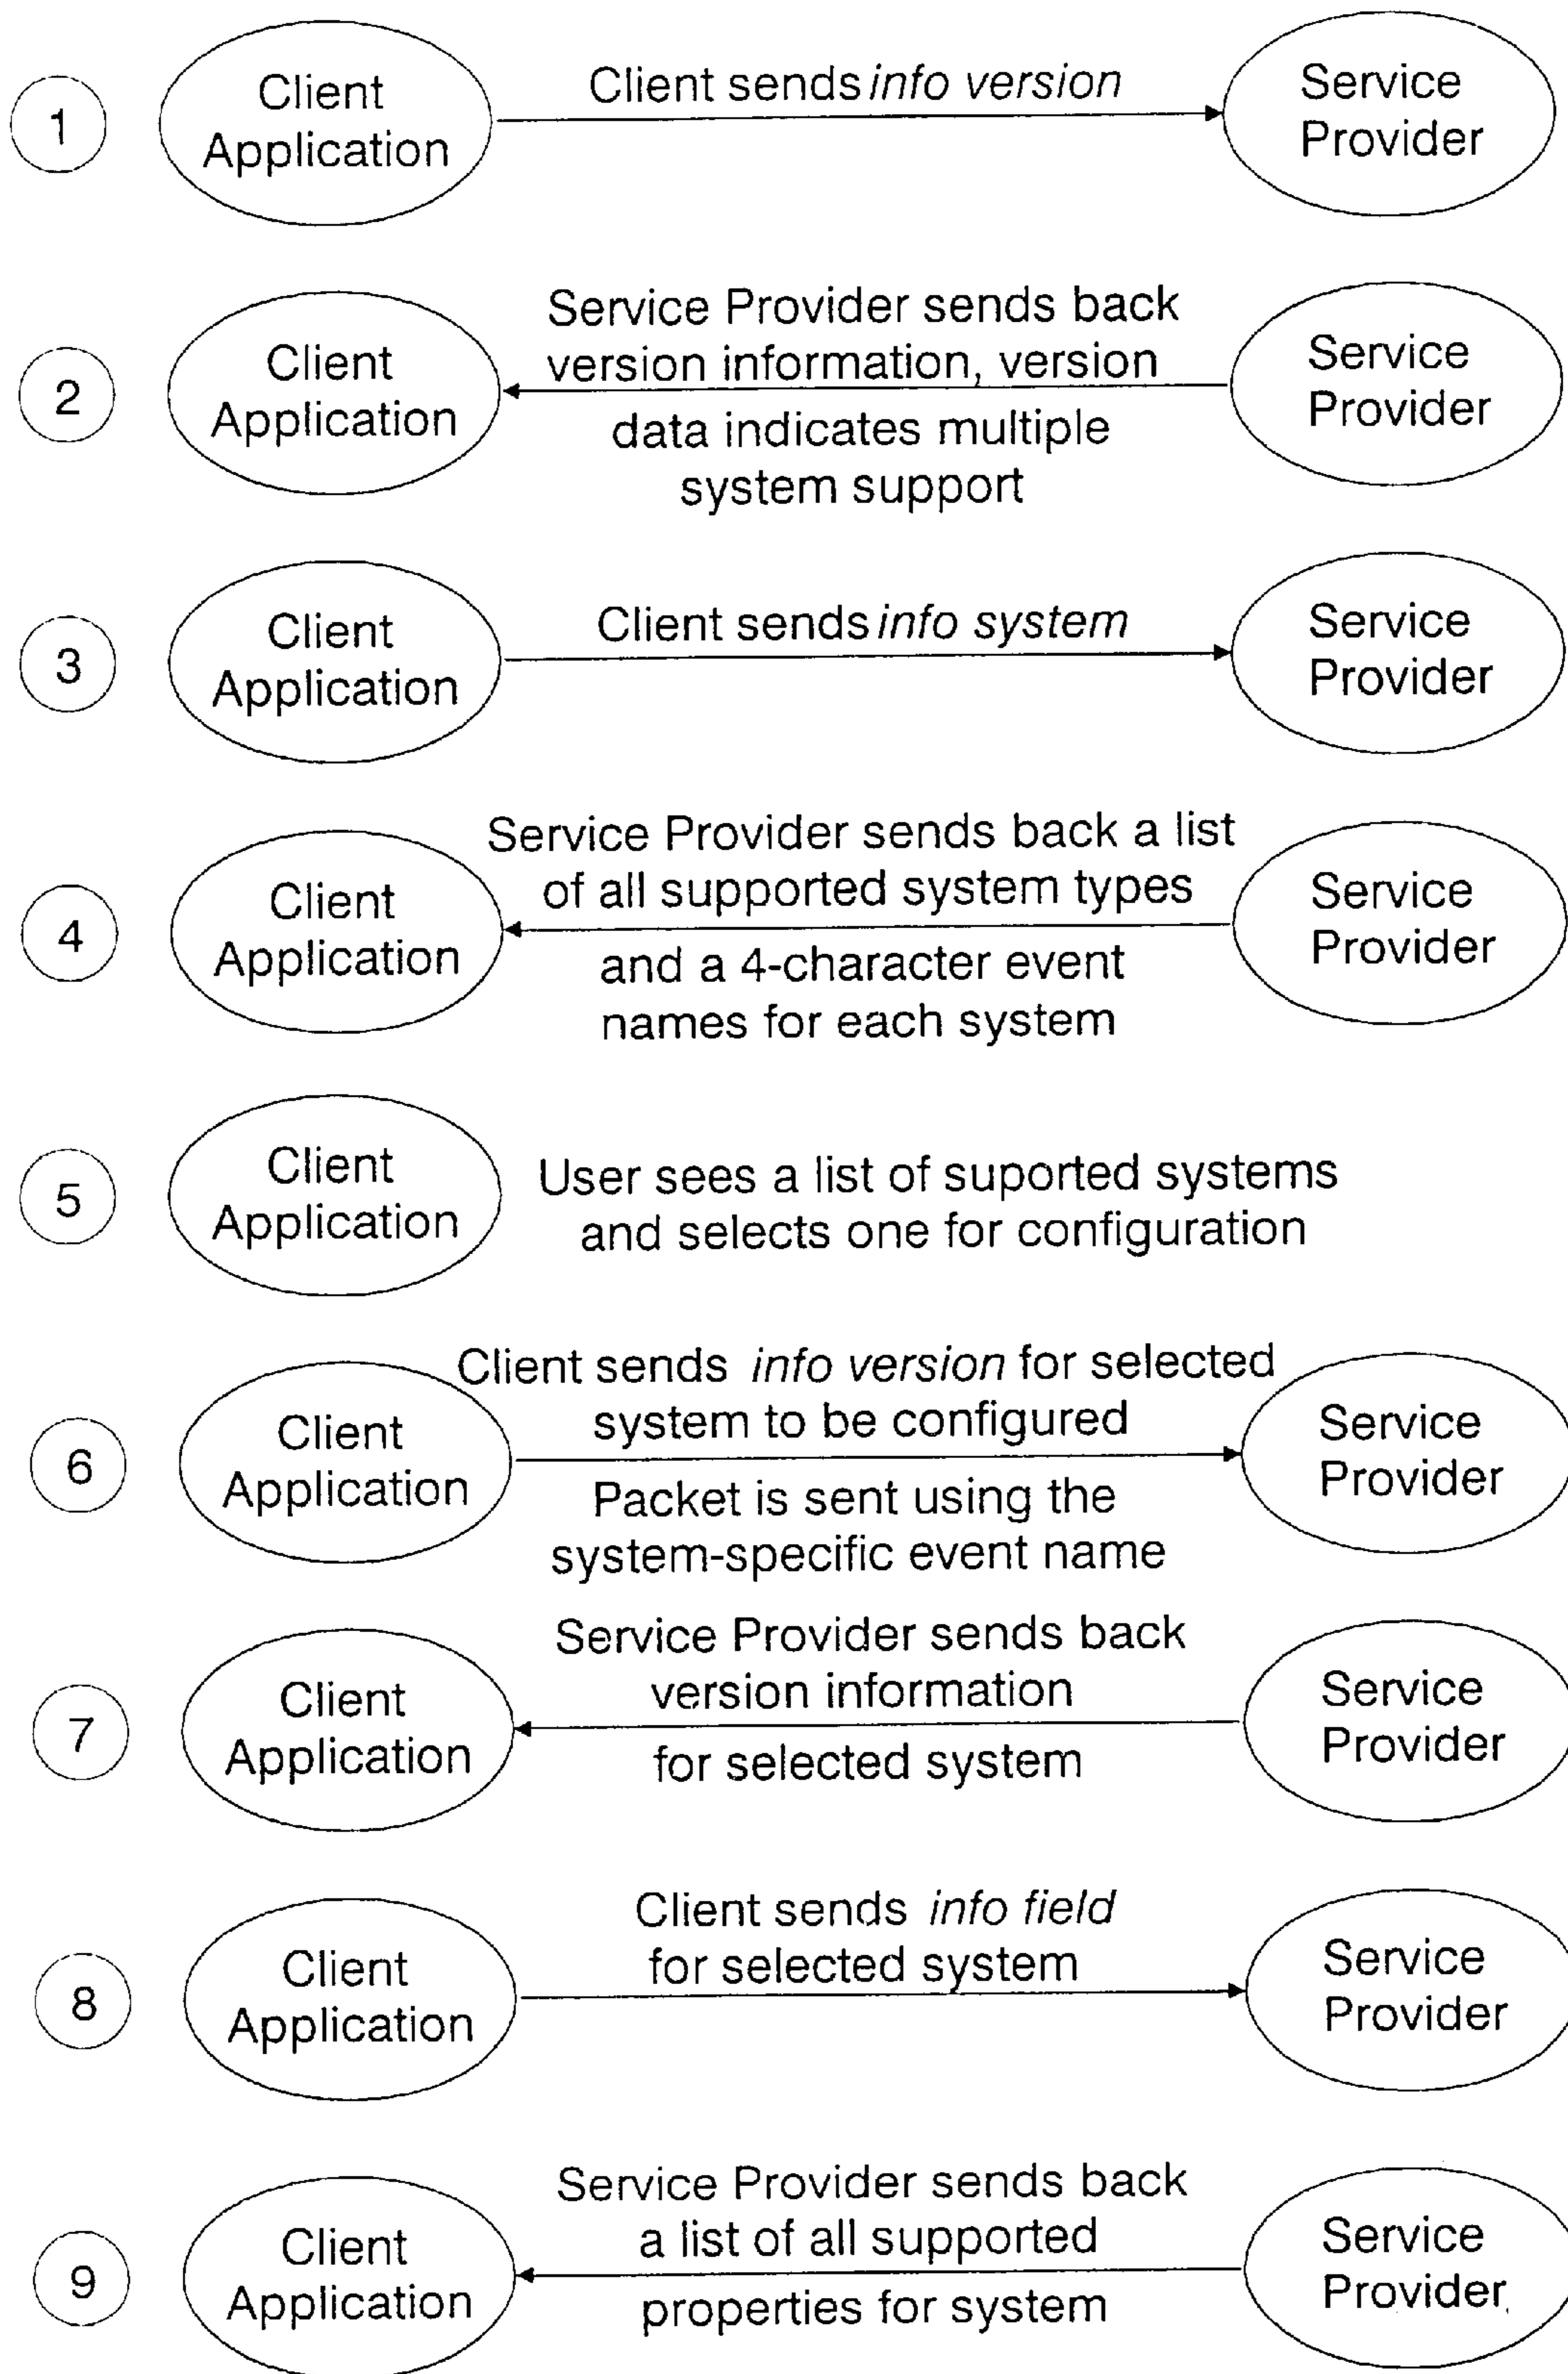 1
Client
Application
Client sends info version
Service
Provider
2
Client
Application
Service Provider sends back
version information, version
data indicates multiple
system support
Service
Provider
3
Client
Application
Client sends info system
Service
Provider
4
Client
Application
Service Provider sends back a list
of all supported system types
and a 4-character event
names for each system
Service
Provider
5
Client
Application
User sees a list of suported systems
and selects one for configuration
6
Client
Application
Client sends info version for selected
system to be configured
Packet is sent using the
system-specific event name
Service
Provider
7
Client
Application
Service Provider sends back
version information
for selected system
Service
Provider
8
Client
Application
Client sends info field
for selected system
Service
Provider
9
Client
Application
Service Provider sends back
a list of all supported
properties for system
Service
Provider